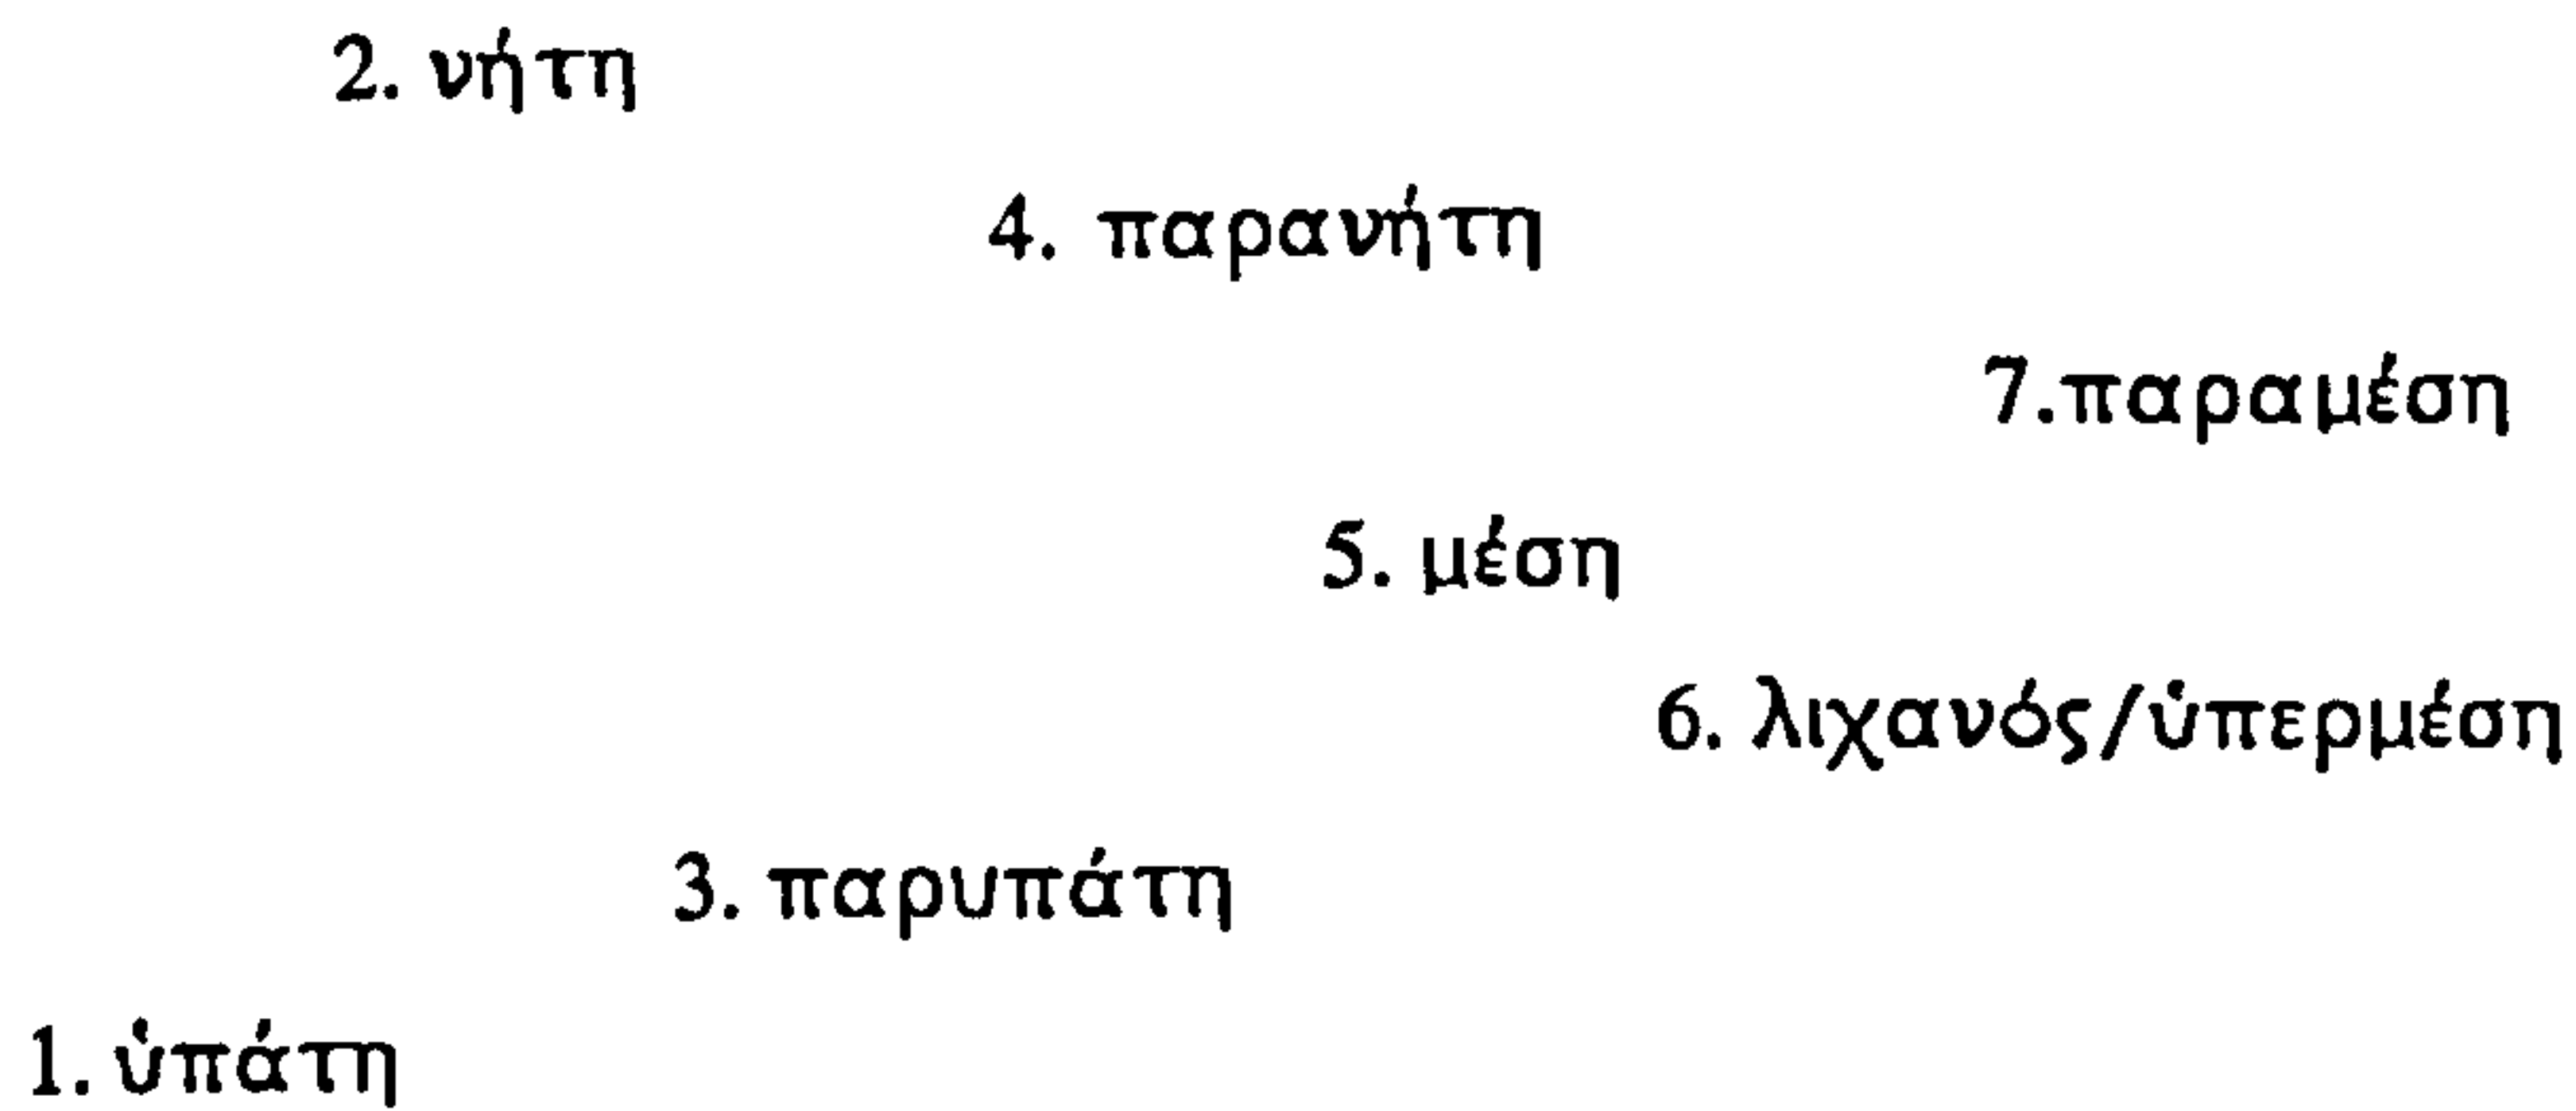 2. νήτη
4. παρανήτη
7.παραμέση
5. μέση
6. λιχανός/ὑπερμέση
3. παρυπάτη
1. ὑπάτη